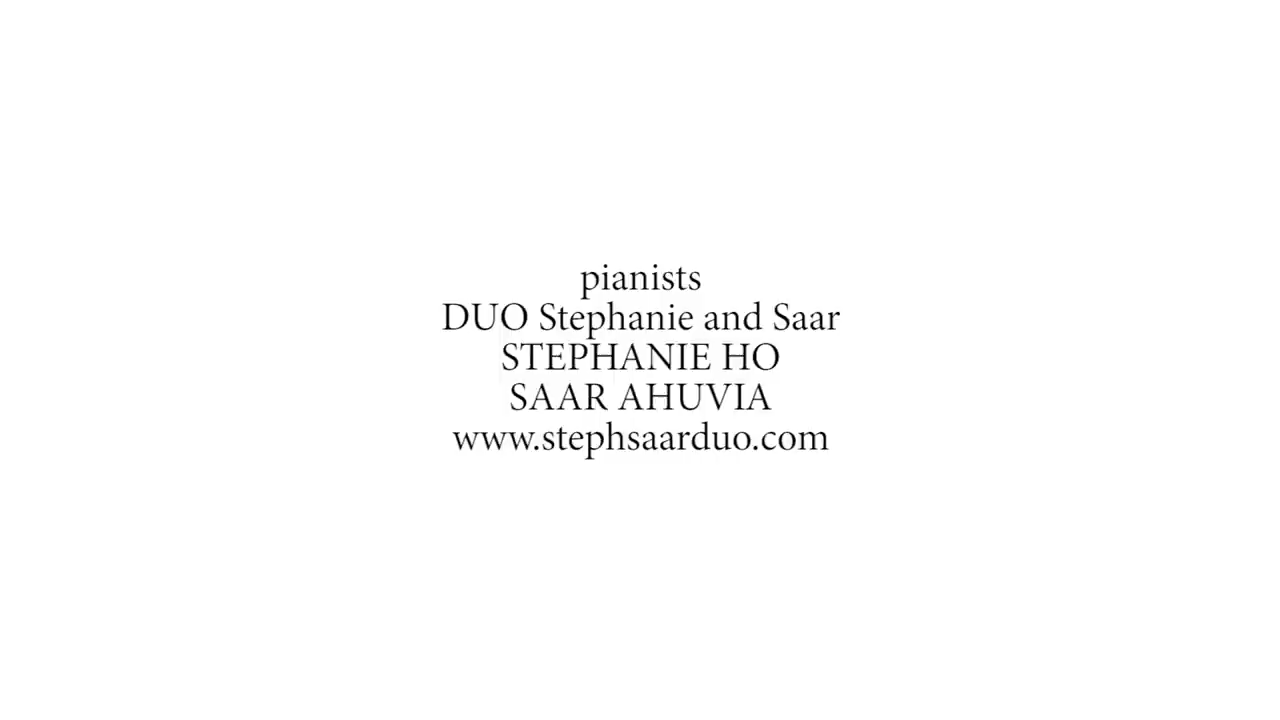 pianists
DUO Stephanie and Saar
STEPHANIE HO
SAAR AHUVIA
www.stephsaarduo.com